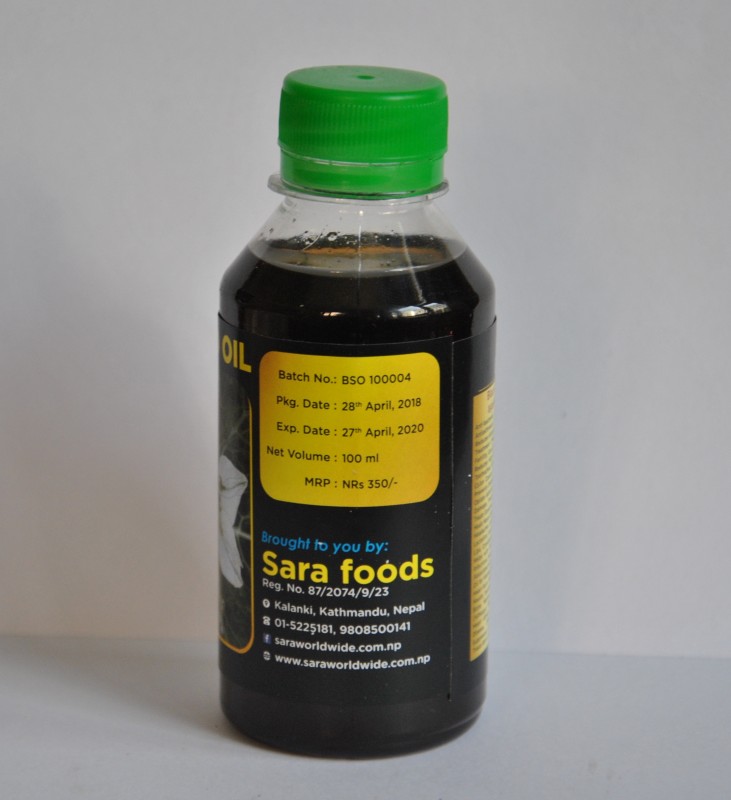 OIL
Batch No.: BSO 100004
Pkg. Date : 28th April, 2018
Exp. Date : 27th April, 2020
Net Volume : 100 ml
MRP : NRs 350/-
Brought to you by:
Sara foods
Reg. No. 87/2074/9/23
Kalanki, Kathmandu, Nepal
01-5225181, 9808500141
saraworldwide.com.np
www.saraworldwide.com.np